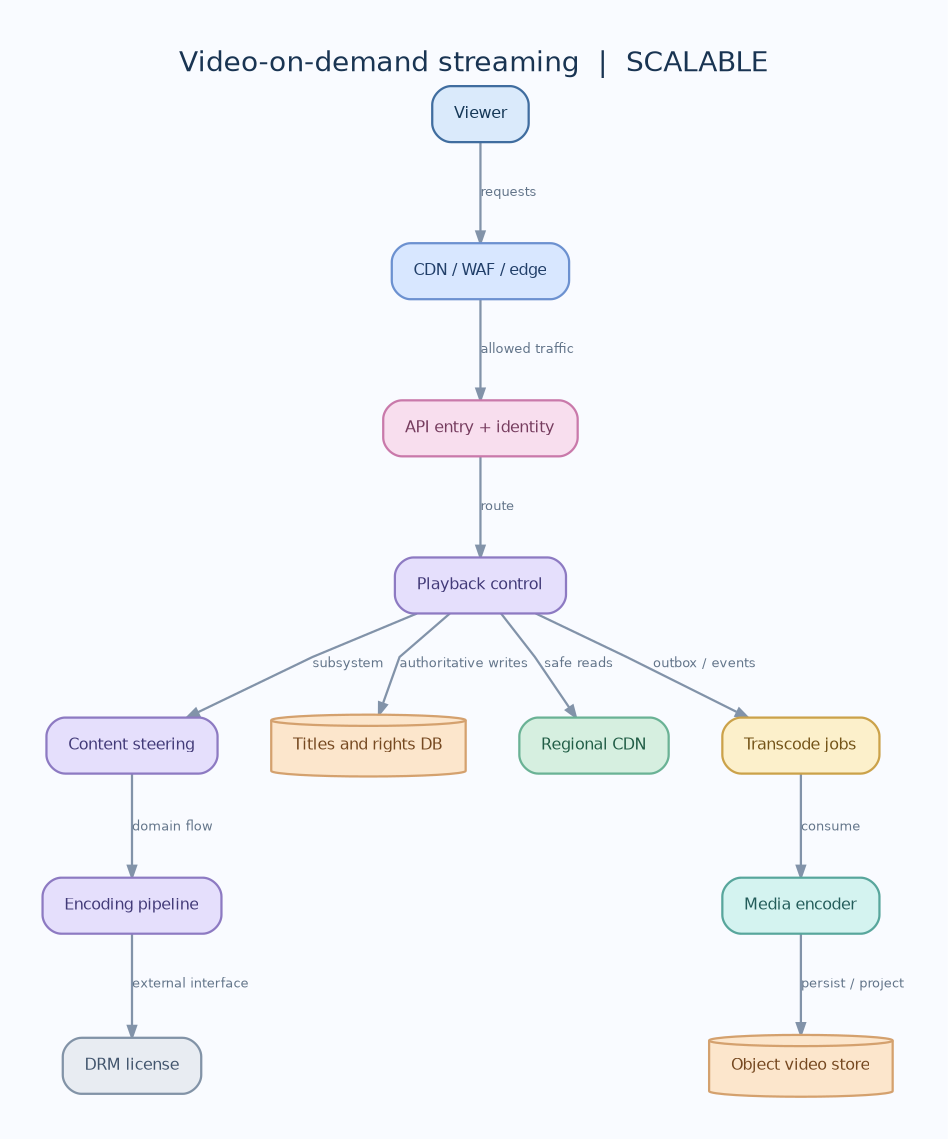 Video-on-demand streaming | SCALABLE
Viewer
requests
CDN / WAF / edge
allowed traffic
API entry + identity
route
Playback control
subsystem
authoritative writes
safe reads
outbox / events
Content steering
Titles and rights DB
Regional CDN
Transcode jobs
domain flow
consume
Encoding pipeline
Media encoder
external interface
persist / project
DRM license
Object video store